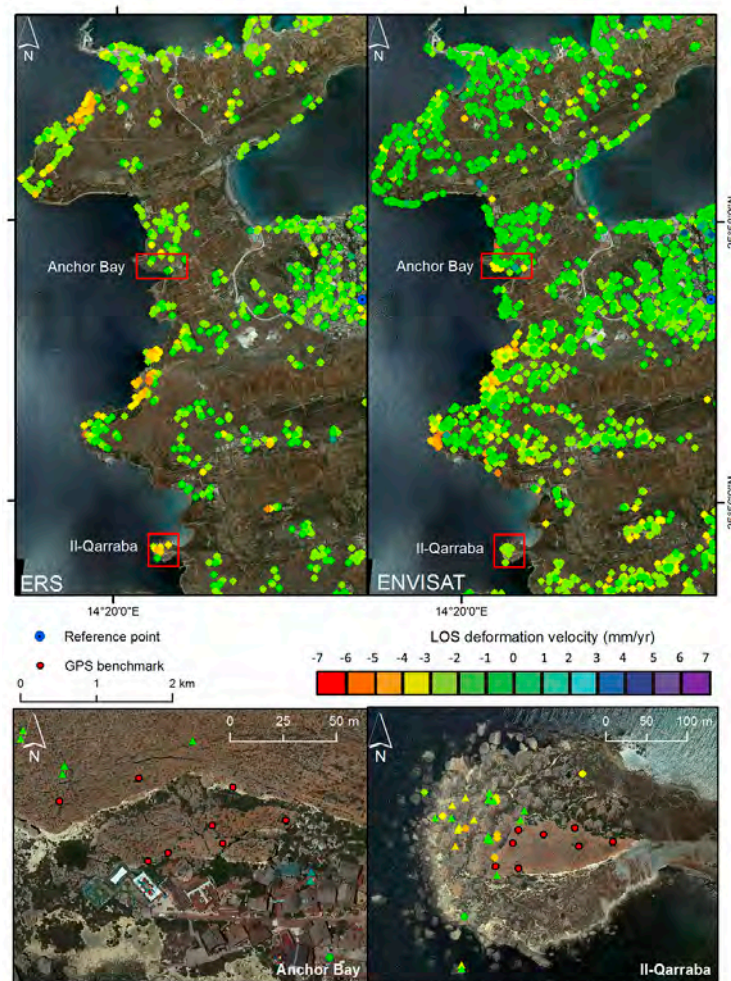 N
N
Anchor Bay
Anchor Bay
Il-Qarraba
Il-Qarraba
ERS
ENVISAT
14°20'0"E
14°20'0"E
Reference point
GPS benchmark
0 1 2 km
LOS deformation velocity (mm/yr)
-7 -6 -5 -4 -3 -2 -1 0 1 2 3 4 5 6 7
N
0 25 50 m
Anchor Bay
N
0 50 100 m
Il-Qarraba